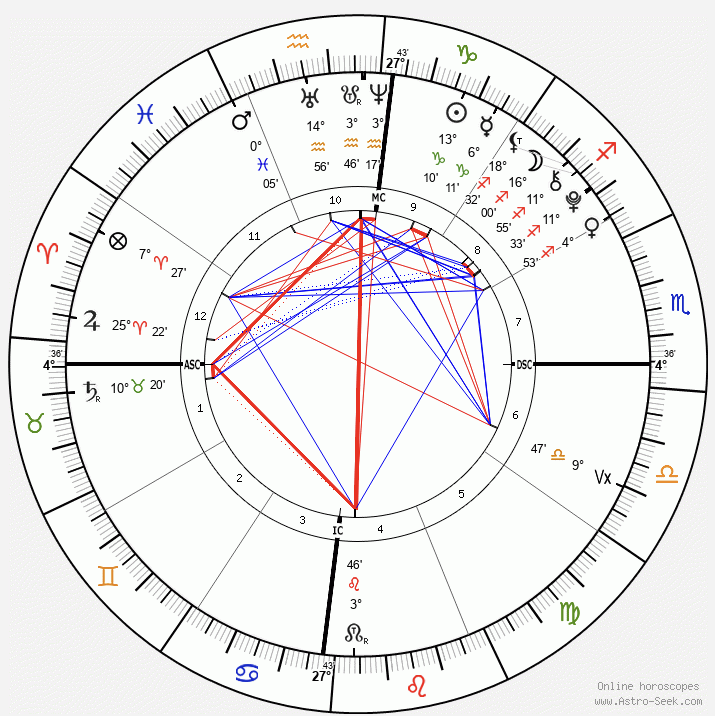 27° 43'
14° ♒ 56'
3° ♒ 46'
3° ♒ 17'
13° ♑ 10'
6° ♑ 11'
18° ♐ 32'
16° ♐ 00'
11° ♐ 55'
11° ♐ 33'
4° ♐ 53'
0° ♓ 05'
MC
10
9
11
8
7° ♈ 27'
12
7
25° ♈ 22'
4° 36'
ASC
DSC
4° 36'
R
10° ♉ 20'
1
6
47' ♎ 9°
Vx
2
5
3
4
IC
46'
♌
3°
R
27° 43'
Online horoscopes
www.Astro-Seek.com